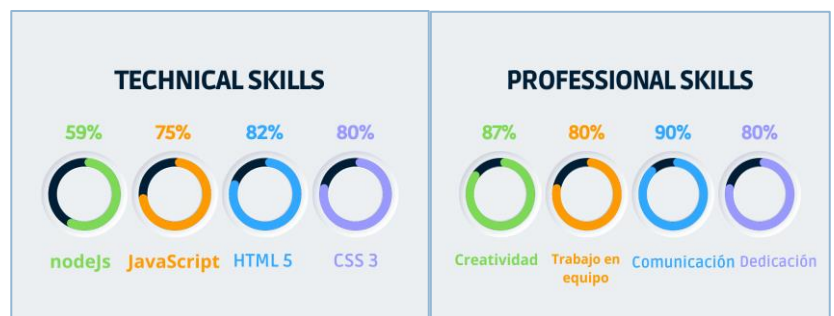 TECHNICAL SKILLS
59% 75% 82% 80%
nodeJs JavaScript HTML 5 CSS 3
PROFESSIONAL SKILLS
87% 80% 90% 80%
Creatividad Trabajo en equipo Comunicación Dedicación